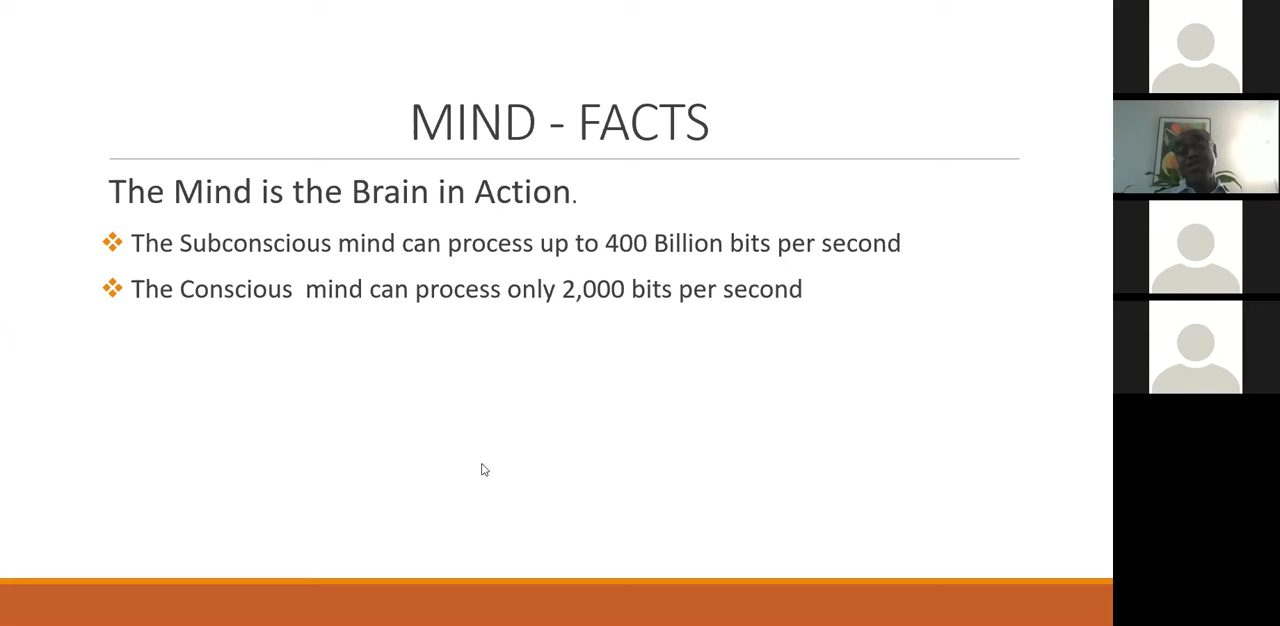 MIND - FACTS
The Mind is the Brain in Action.
The Subconscious mind can process up to 400 Billion bits per second
The Conscious  mind can process only 2,000 bits per second